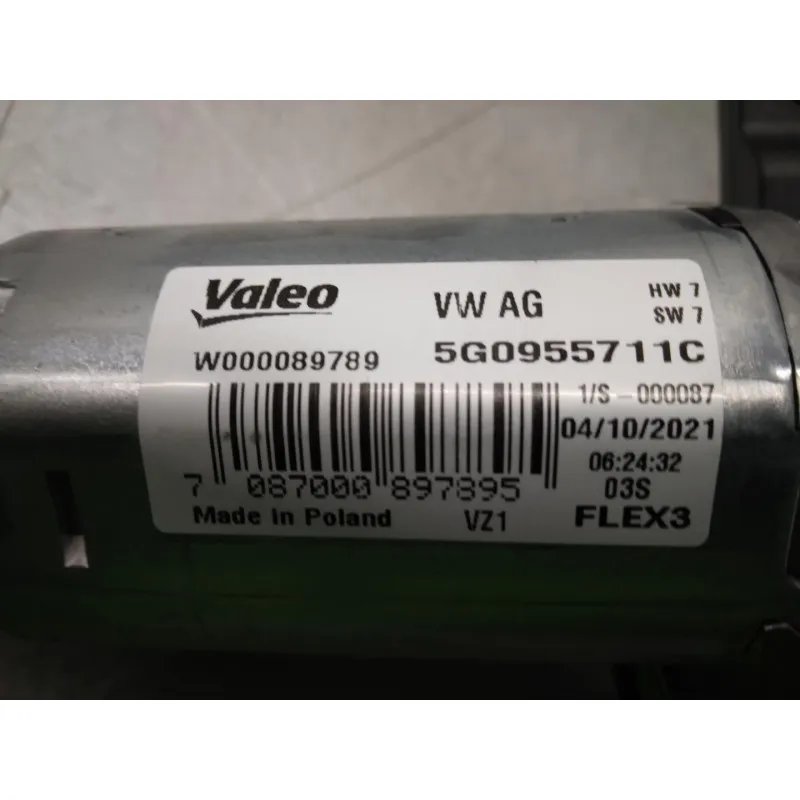 Valeo VW AG HW 7
SW 7
W000089789 5G0955711C
1/S-000087
04/10/2021
06:24:32
7 087000 897895 03S
Made in Poland VZ1 FLEX3